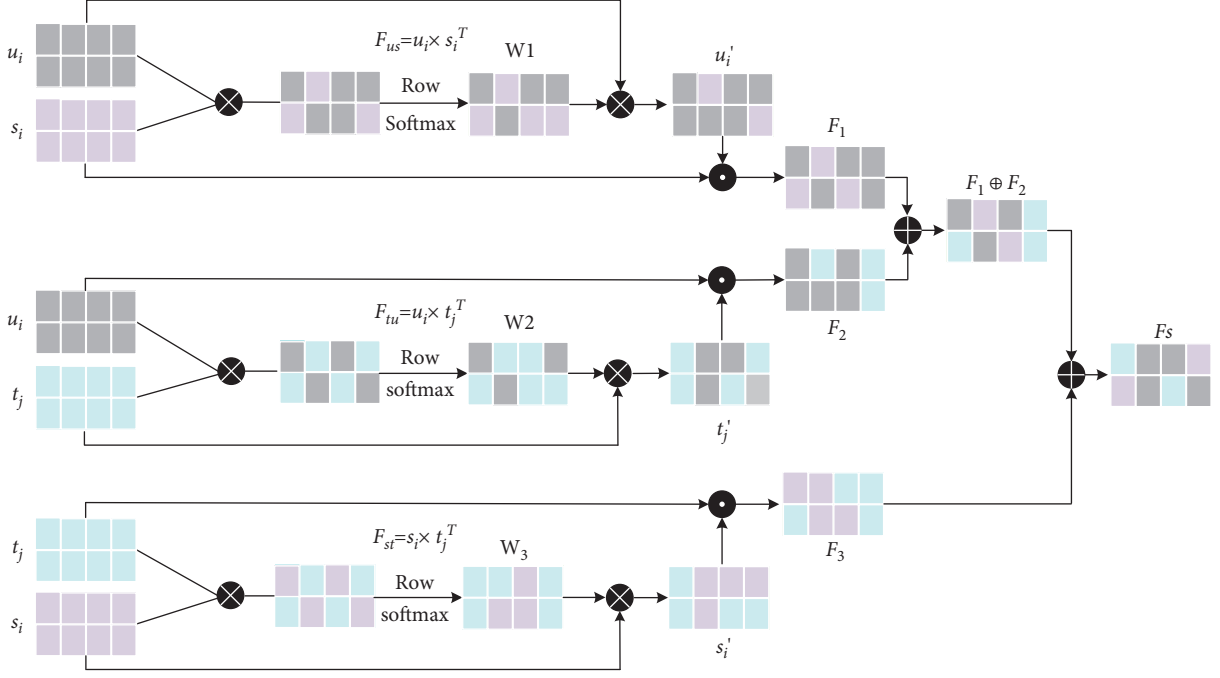 u_i
s_i
F_us=u_i× s_i^T
Row
Softmax
W1
u_i'
F_1
F_1 ⊕ F_2
u_i
t_j
F_tu=u_i× t_j^T
Row
softmax
W2
t_j'
F_2
Fs
t_j
s_i
F_st=s_i× t_j^T
Row
softmax
W_3
s_i'
F_3